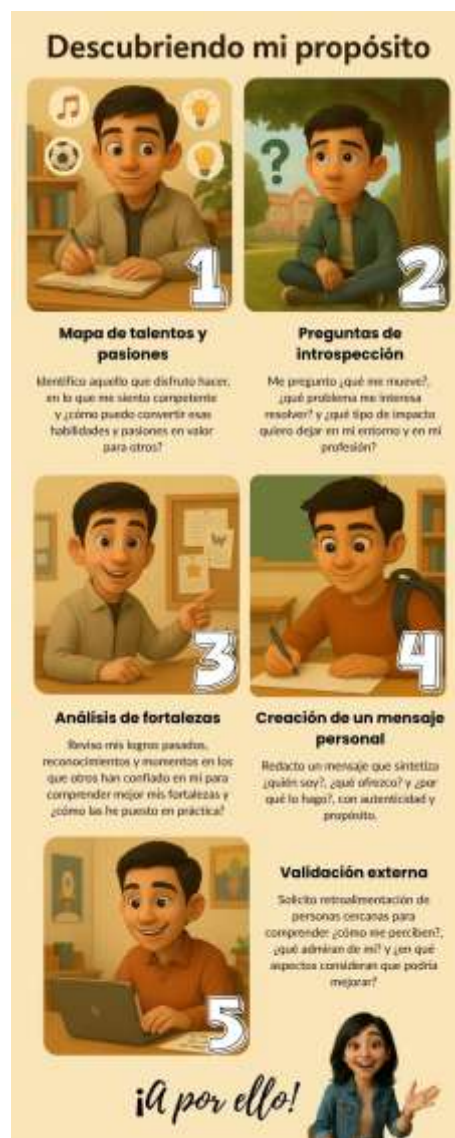 Descubriendo mi propósito
1
2
Mapa de talentos y
pasiones
Identifico aquello que disfruto hacer,
en lo que me siento competente
y ¿cómo puedo convertir esas
habilidades y pasiones en valor
para otros?
Preguntas de
introspección
Me pregunto ¿qué me mueve?,
¿qué problema me interesa
resolver? y ¿qué tipo de impacto
quiero dejar en mi entorno y en mi
profesión?
3
4
Análisis de fortalezas
Reviso mis logros pasados,
reconocimientos y momentos en los
que otros han confiado en mí para
comprender mejor mis fortalezas y
¿cómo las he puesto en práctica?
Creación de un mensaje
personal
Redacto un mensaje que sintetiza
¿quién soy?, ¿qué ofrezco? y ¿por
qué lo hago?, con autenticidad y
propósito.
5
Validación externa
Solicito retroalimentación de
personas cercanas para
comprender ¿cómo me perciben?,
¿qué admiran de mí? y ¿en qué
aspectos consideran que podría
mejorar?
¡A por ello!